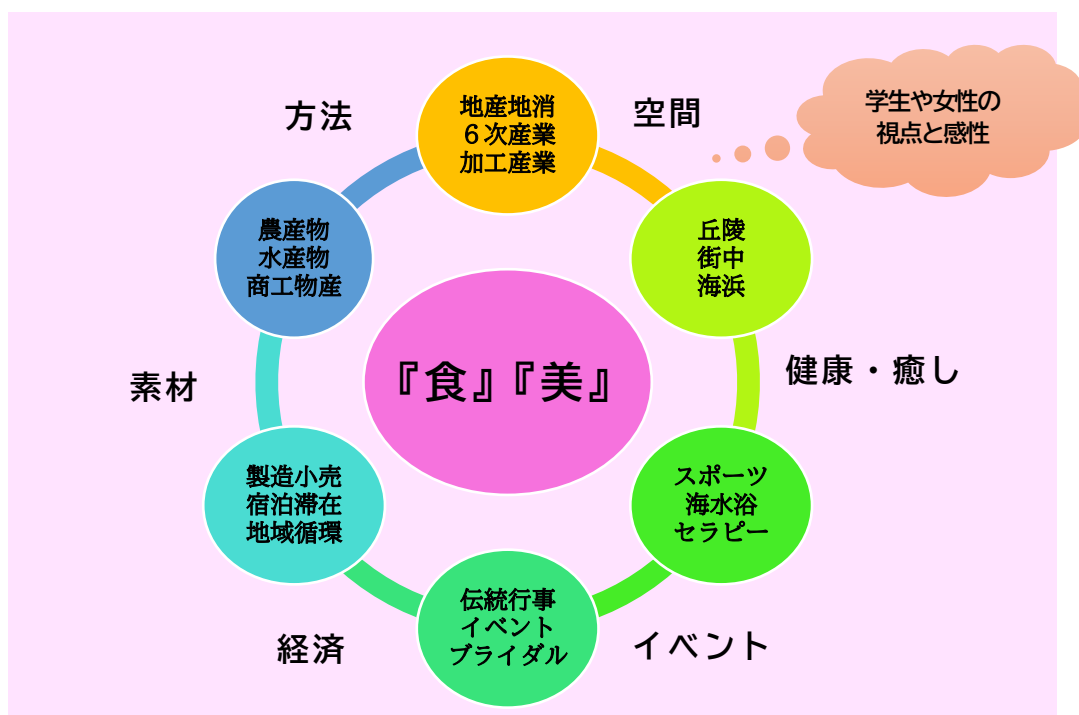 方法
地産地消
６次産業
加工産業
空間
学生や女性の
視点と感性
農産物
水産物
商工物産
丘陵
街中
海浜
素材
『食』『美』
健康・癒し
製造小売
宿泊滞在
地域循環
スポーツ
海水浴
セラピー
経済
伝統行事
イベント
ブライダル
イベント